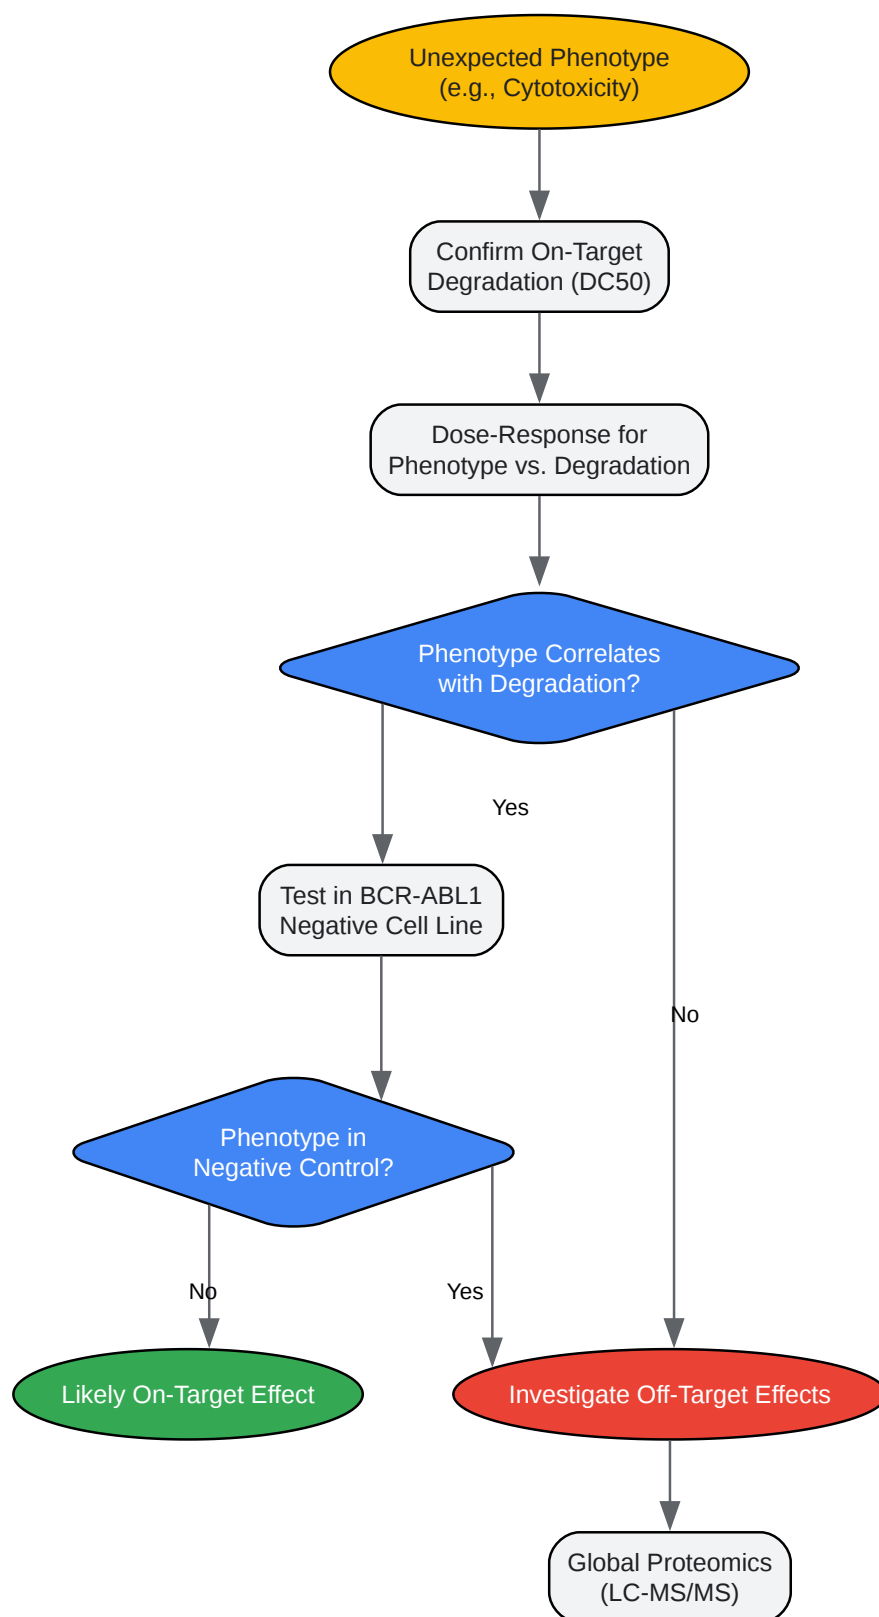 Unexpected Phenotype
(e.g., Cytotoxicity)
Confirm On-Target
Degradation (DC50)
Dose-Response for
Phenotype vs. Degradation
Phenotype Correlates
with Degradation?
Yes
Test in BCR-ABL1
Negative Cell Line
No
Phenotype in
Negative Control?
No
Yes
Likely On-Target Effect
Investigate Off-Target Effects
Global Proteomics
(LC-MS/MS)